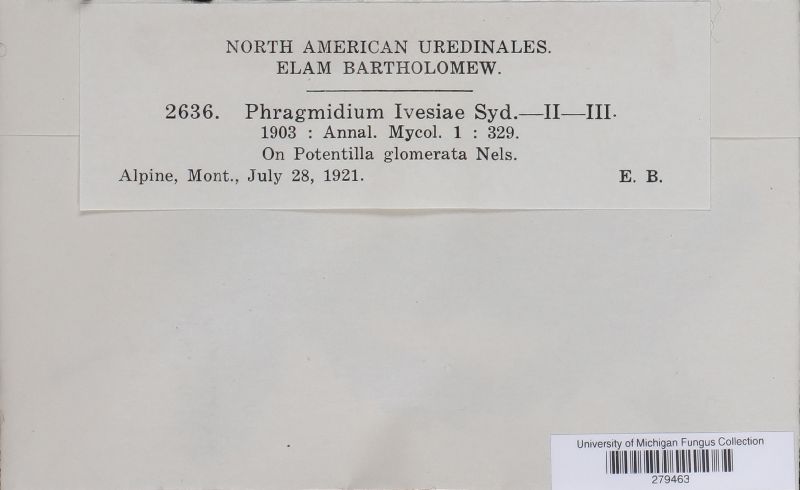 NORTH AMERICAN UREDINALES.
ELAM BARTHOLOMEW.
2636. Phragmidium Ivesiae Syd.—II—III.
1903 : Annal. Mycol. 1 : 329.
On Potentilla glomerata Nels.
Alpine, Mont., July 28, 1921. E. B.
University of Michigan Fungus Collection
279463